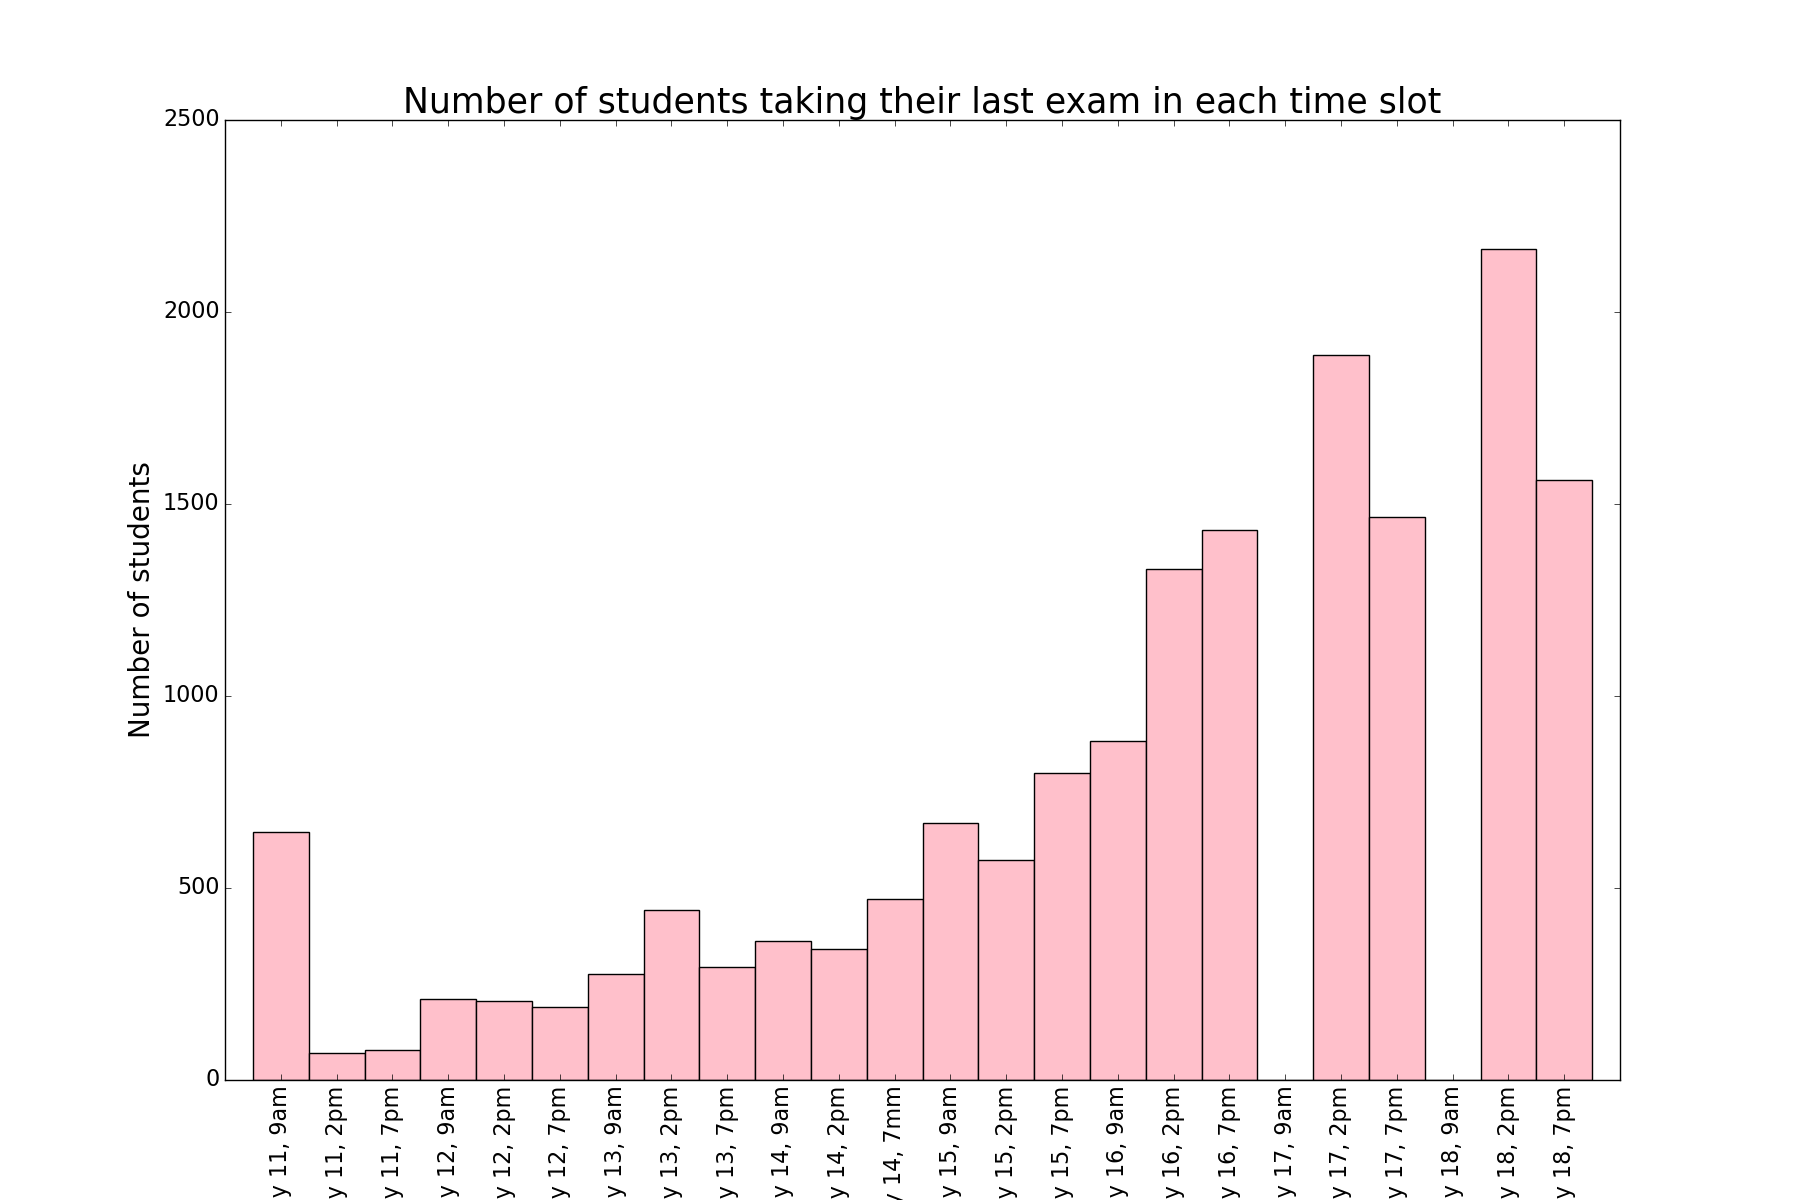 Number of students taking their last exam in each time slot
Number of students
2500
2000
1500
1000
500
0
y 11, 9am
y 11, 2pm
y 11, 7pm
y 12, 9am
y 12, 2pm
y 12, 7pm
y 13, 9am
y 13, 2pm
y 13, 7pm
y 14, 9am
y 14, 2pm
y 14, 7mm
y 15, 9am
y 15, 2pm
y 15, 7pm
y 16, 9am
y 16, 2pm
y 16, 7pm
y 17, 9am
y 17, 2pm
y 17, 7pm
y 18, 9am
y 18, 2pm
y 18, 7pm